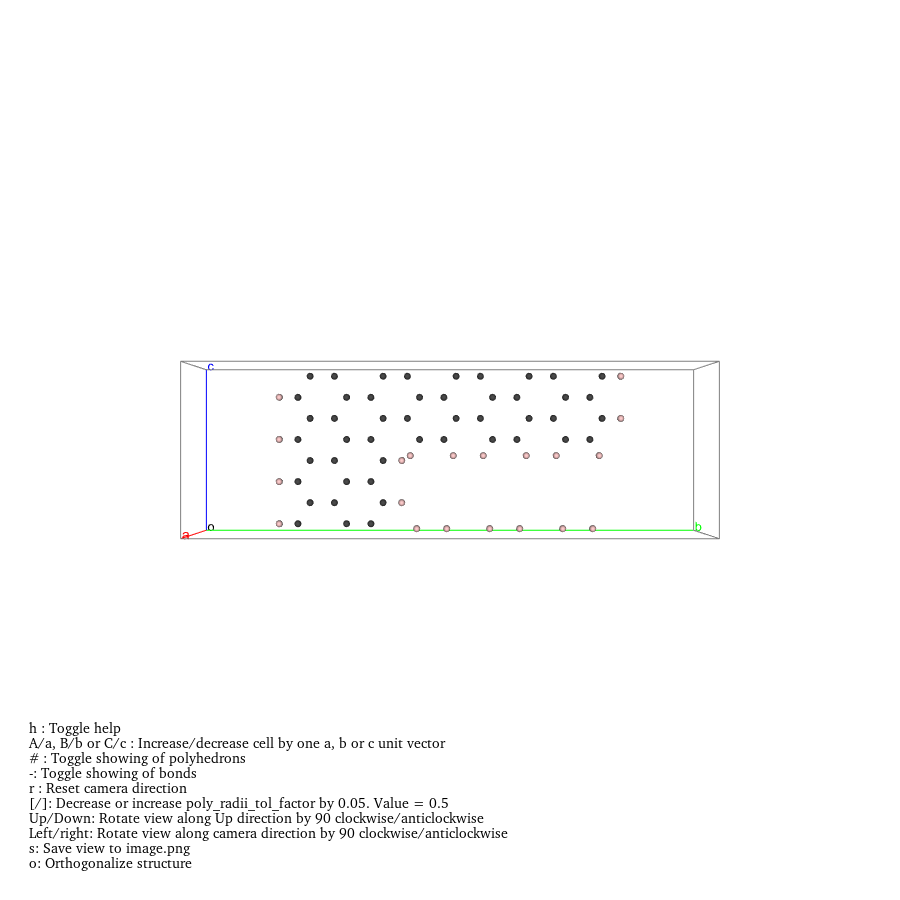 c
o
a
b
h : Toggle help
A/a, B/b or C/c : Increase/decrease cell by one a, b or c unit vector
# : Toggle showing of polyhedrons
-: Toggle showing of bonds
r : Reset camera direction
[/]: Decrease or increase poly_radii_tol_factor by 0.05. Value = 0.5
Up/Down: Rotate view along Up direction by 90 clockwise/anticlockwise
Left/right: Rotate view along camera direction by 90 clockwise/anticlockwise
s: Save view to image.png
o: Orthogonalize structure